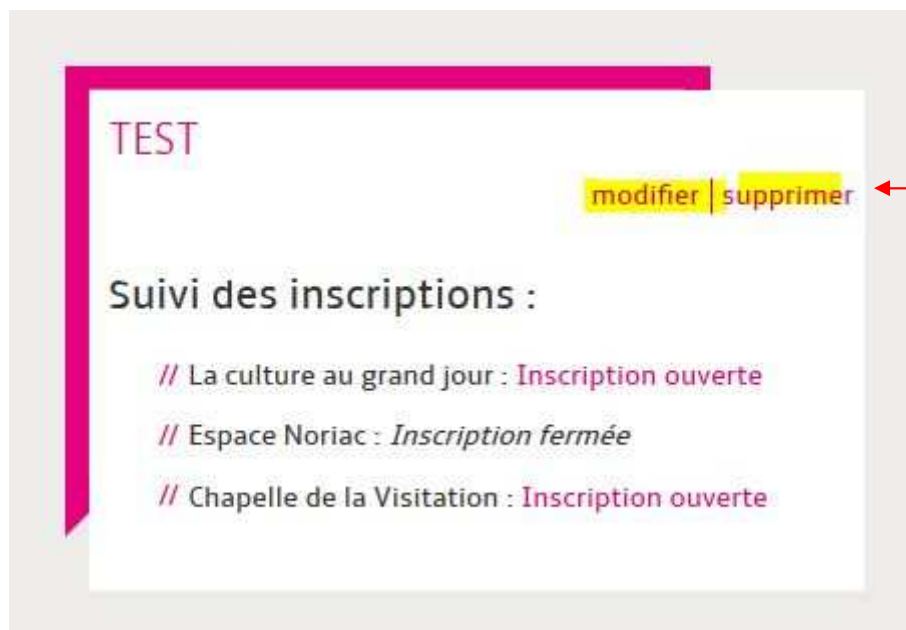 TEST
modifier | supprimer
Suivi des inscriptions :
// La culture au grand jour : Inscription ouverte
// Espace Noriac : Inscription fermée
// Chapelle de la Visitation : Inscription ouverte